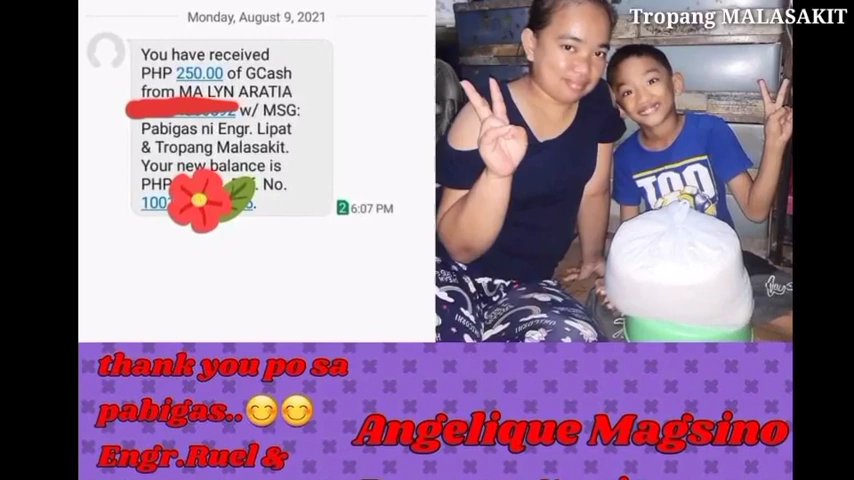 Tropang MALASAKIT
Monday, August 9, 2021
You have received
PHP 250.00 of GCash
from MA LYN ARATIA
w/ MSG:
Pabigas ni Engr. Lipat
& Tropang Malasakit.
Your new balance is
PHP No.
6:07 PM
TOO
thank you po sa
pabigas..😊😊
Engr.Ruel &
Angelique Magsino